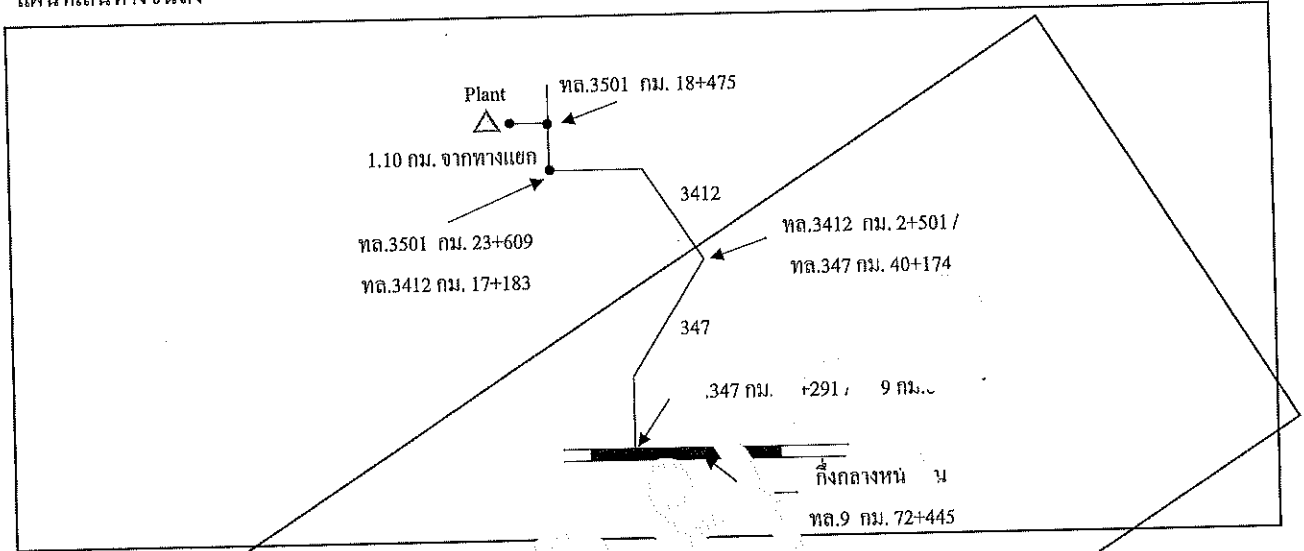 Plant
ทล.3501 กม. 18+475
1.10 กม. จากทางแยก
3412
ทล.3501 กม. 23+609
ทล.3412 กม. 17+183
ทล.3412 กม. 2+501 /
ทล.347 กม. 40+174
347
.347 กม. +291 / 9 กม.
กึ่งกลาง
ทล.9 กม. 72+445